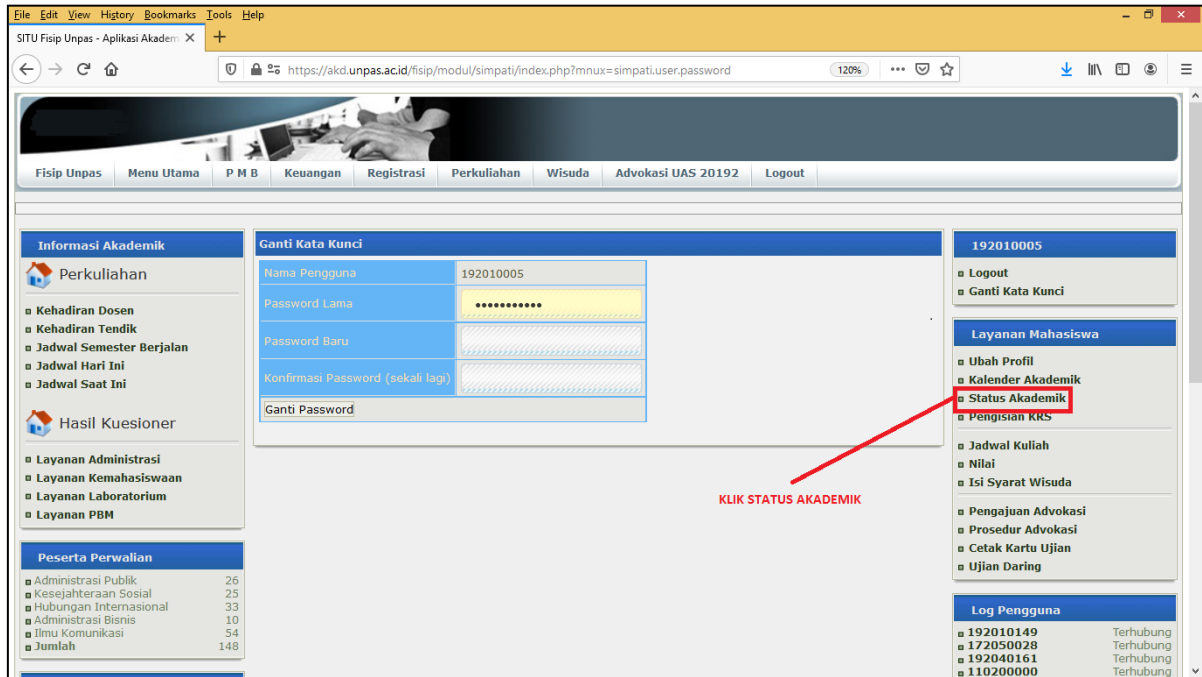 File Edit View History Bookmarks Tools Help
SITU Fisip Unpas - Aplikasi Akadem
https://akd.unpas.ac.id/fisip/modul/simpati/index.php?mnux=simpati.user.password 120%
Fisip Unpas Menu Utama P M B Keuangan Registrasi Perkuliahan Wisuda Advokasi UAS 20192 Logout
Informasi Akademik
Perkuliahan
Kehadiran Dosen
Kehadiran Tendik
Jadwal Semester Berjalan
Jadwal Hari Ini
Jadwal Saat Ini
Hasil Kuesioner
Layanan Administrasi
Layanan Kemahasiswaan
Layanan Laboratorium
Layanan PBM
Peserta Perwalian
Administrasi Publik 26
Kesejahteraan Sosial 25
Hubungan Internasional 33
Administrasi Bisnis 10
Ilmu Komunikasi 54
Jumlah 148
Ganti Kata Kunci
Nama Pengguna 192010005
Password Lama •••••••••••
Password Baru
Konfirmasi Password (sekali lagi)
Ganti Password
KLIK STATUS AKADEMIK
192010005
Logout
Ganti Kata Kunci
Layanan Mahasiswa
Ubah Profil
Kalender Akademik
Status Akademik
Pengisian KRS
Jadwal Kuliah
Nilai
Isi Syarat Wisuda
Pengajuan Advokasi
Prosedur Advokasi
Cetak Kartu Ujian
Ujian Daring
Log Pengguna
192010149 Terhubung
172050028 Terhubung
192040161 Terhubung
110200000 Terhubung